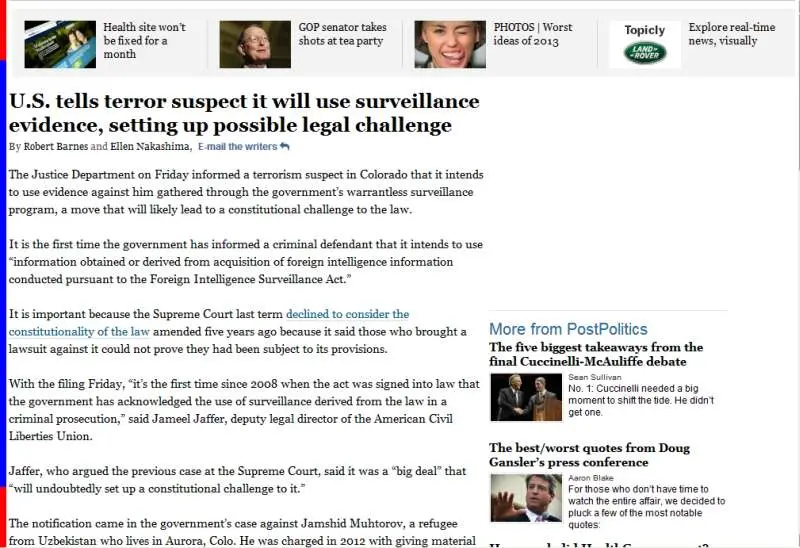 Health site won't
be fixed for a
month
GOP senator takes
shots at tea party
PHOTOS | Worst
ideas of 2013
Topicly
LAND-
ROVER
Explore real-time
news, visually
U.S. tells terror suspect it will use surveillance
evidence, setting up possible legal challenge
By Robert Barnes and Ellen Nakashima, E-mail the writers
The Justice Department on Friday informed a terrorism suspect in Colorado that it intends
to use evidence against him gathered through the government's warrantless surveillance
program, a move that will likely lead to a constitutional challenge to the law.
It is the first time the government has informed a criminal defendant that it intends to use
“information obtained or derived from acquisition of foreign intelligence information
conducted pursuant to the Foreign Intelligence Surveillance Act.”
It is important because the Supreme Court last term declined to consider the
constitutionality of the law amended five years ago because it said those who brought a
lawsuit against it could not prove they had been subject to its provisions.
With the filing Friday, “it's the first time since 2008 when the act was signed into law that
the government has acknowledged the use of surveillance derived from the law in a
criminal prosecution,” said Jameel Jaffer, deputy legal director of the American Civil
Liberties Union.
Jaffer, who argued the previous case at the Supreme Court, said it was a “big deal” that
“will undoubtedly set up a constitutional challenge to it.”
The notification came in the government's case against Jamshid Muhtorov, a refugee
from Uzbekistan who lives in Aurora, Colo. He was charged in 2012 with giving material
More from PostPolitics
The five biggest takeaways from the
final Cuccinelli-McAuliffe debate
Sean Sullivan
No. 1: Cuccinelli needed a big
moment to shift the tide. He didn't
get one.
The best/worst quotes from Doug
Gansler's press conference
Aaron Blake
For those who don't have time to
watch the entire affair, we decided to
pluck a few of the most notable
quotes: